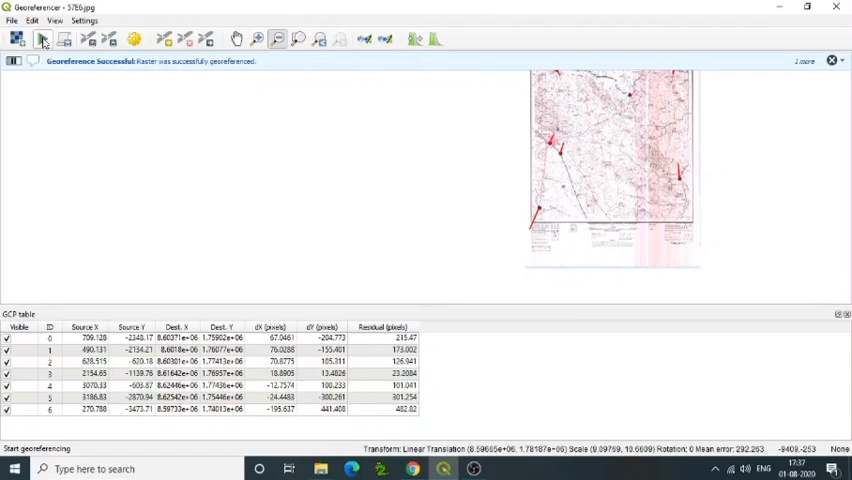 Georeferencer - 57E6.jpg
File Edit View Settings
Georeference Successful: Raster was successfully georeferenced. 1 more
GCP table
Visible ID Source X Source Y Dest. X Dest. Y dX (pixels) dY (pixels) Residual (pixels)
0 709.128 -2348.17 8.60371e+06 1.75902e+06 67.0461 -204.773 215.47
1 490.131 -2134.21 8.6018e+06 1.76077e+06 76.0288 -155.401 173.002
2 628.515 -620.18 8.60301e+06 1.77413e+06 70.8775 105.311 126.941
3 2154.65 -1139.76 8.61642e+06 1.76957e+06 18.8905 13.4826 23.2084
4 3070.33 -603.87 8.62446e+06 1.77436e+06 -12.7574 100.233 101.041
5 3186.83 -2870.94 8.62542e+06 1.75446e+06 -24.4483 -300.261 301.254
6 270.788 -3473.71 8.59733e+06 1.74013e+06 -195.637 441.408 482.82
Start georeferencing Transform: Linear Translation (8.59665e+06, 1.78187e+06) Scale (9.09769, 10.6609) Rotation: 0 Mean error: 292.263 -9409,-253 None
Type here to search ENG 17:37
01-08-2020